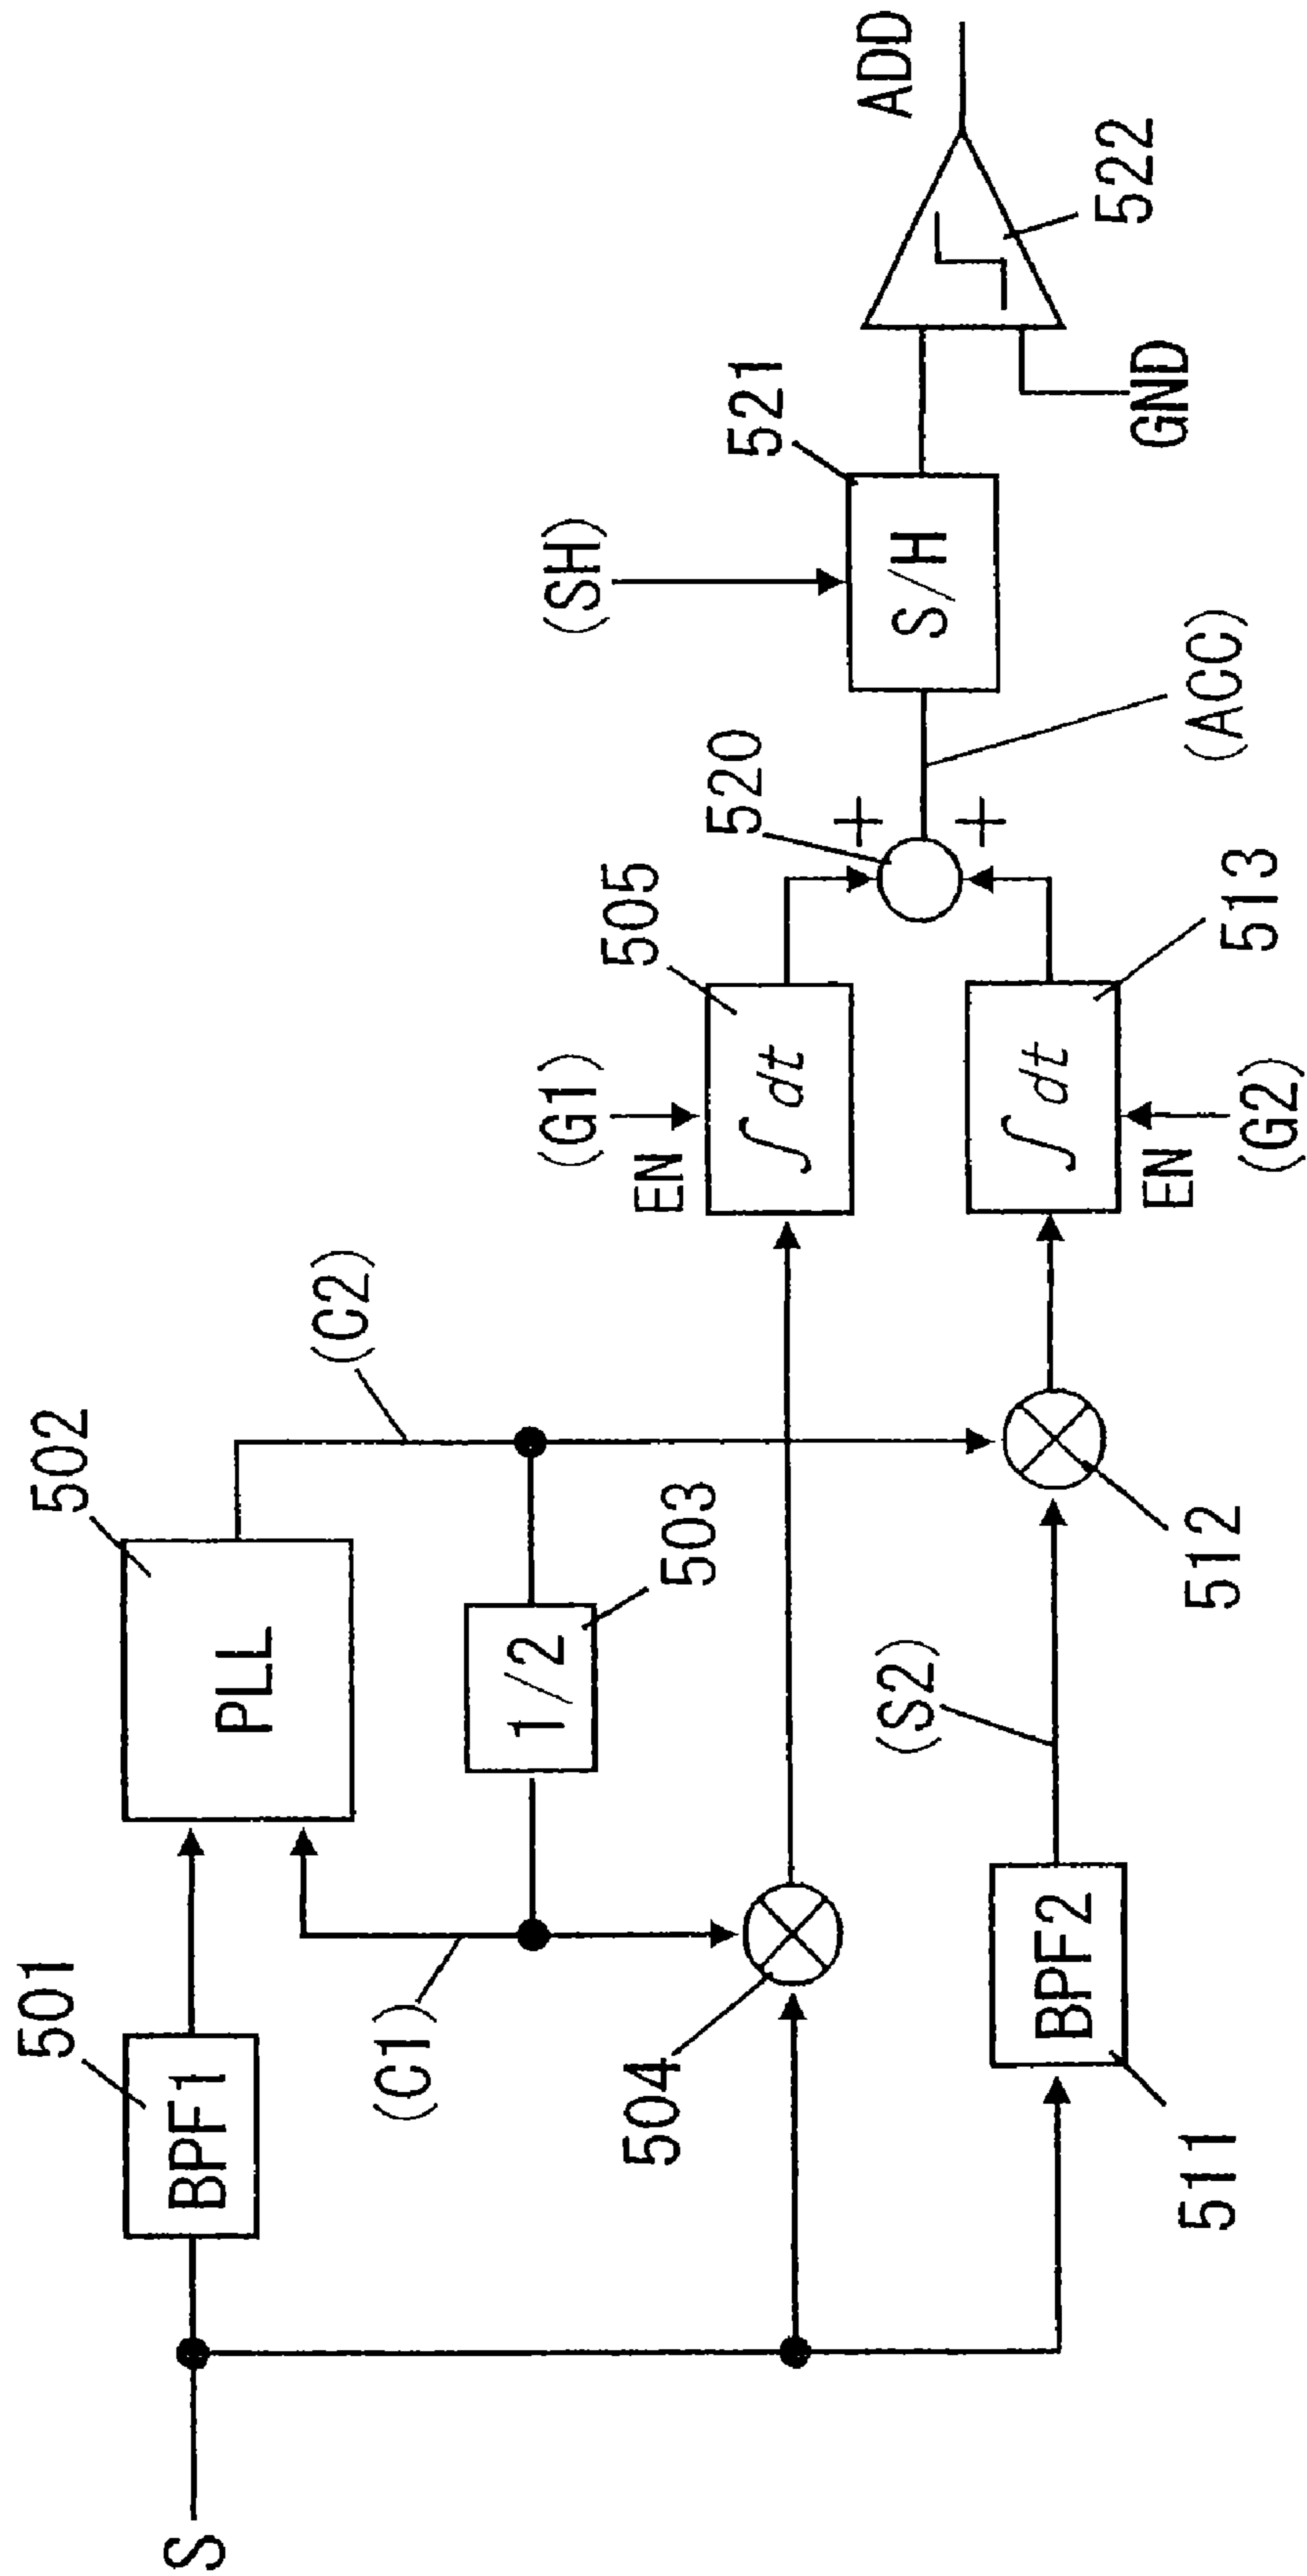 S
501
BPF1
502
PLL
(C1)
(C2)
1/2
503
504
(G1)
EN
505
∫ dt
520
+
+
(SH)
521
S/H
(ACC)
ADD
522
GND
BPF2
511
(S2)
512
∫ dt
513
EN
(G2)